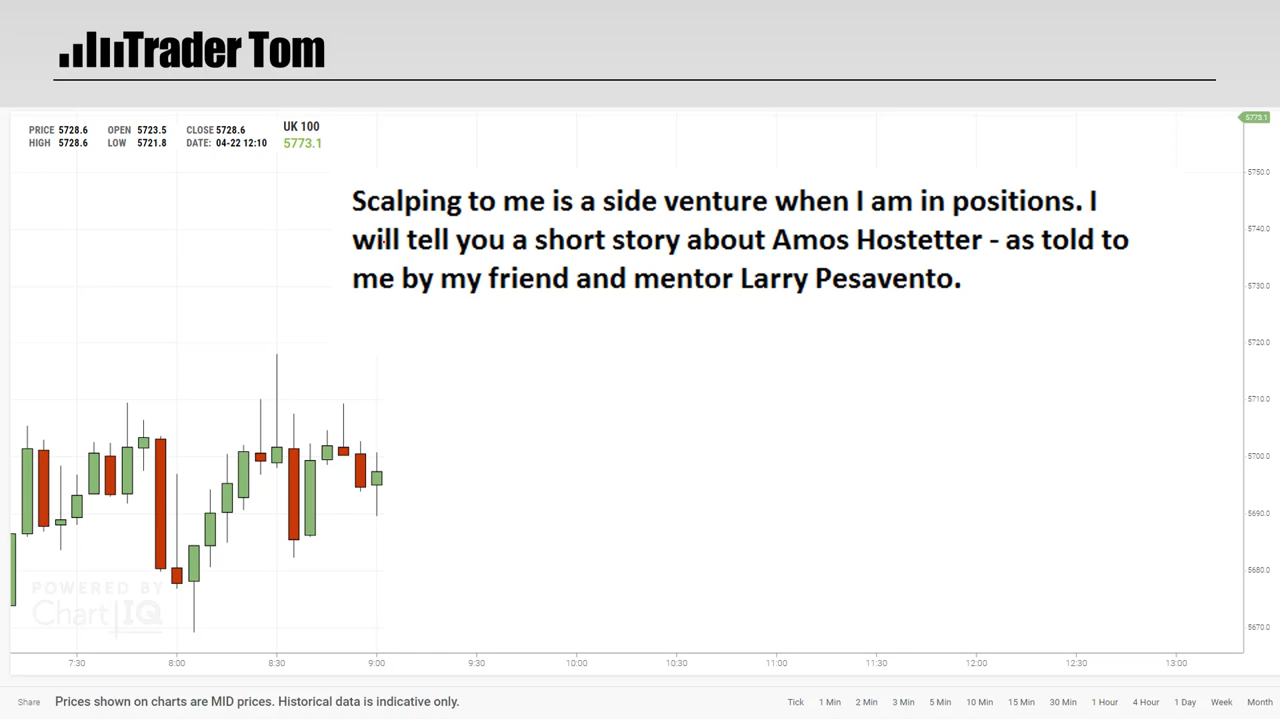 Trader Tom
PRICE 5728.6 OPEN 5723.5 CLOSE 5728.6 UK 100
HIGH 5728.6 LOW 5721.8 DATE: 04-22 12:10 5773.1
5773.1
Scalping to me is a side venture when I am in positions. I
will tell you a short story about Amos Hostetter - as told to
me by my friend and mentor Larry Pesavento.
5750.0
5740.0
5730.0
5720.0
5710.0
5700.0
5690.0
5680.0
5670.0
POWERED BY
Chart IQ
7:30 8:00 8:30 9:00 9:30 10:00 10:30 11:00 11:30 12:00 12:30 13:00
Share Prices shown on charts are MID prices. Historical data is indicative only. Tick 1 Min 2 Min 3 Min 5 Min 10 Min 15 Min 30 Min 1 Hour 4 Hour 1 Day Week Month